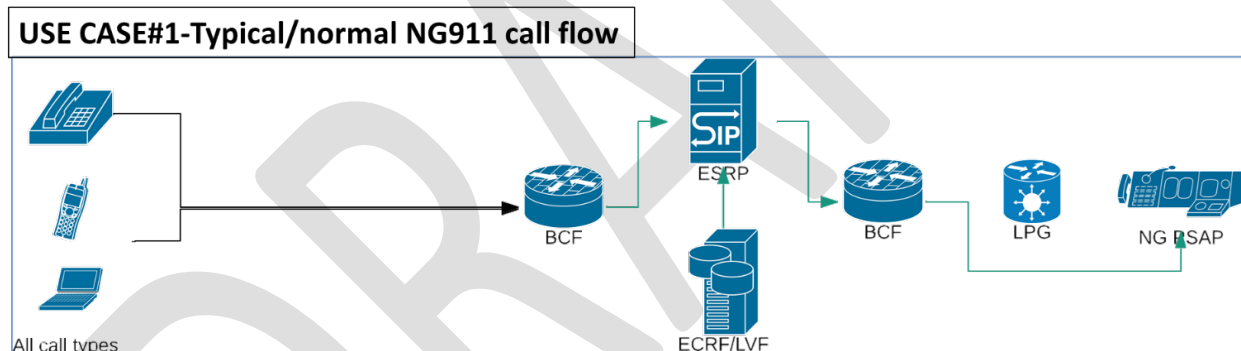 USE CASE#1-Typical/normal NG911 call flow
SIP
ESRP
BCF
BCF
LPG
NG PSAP
ECRF/LVF
All call types
DRAFT